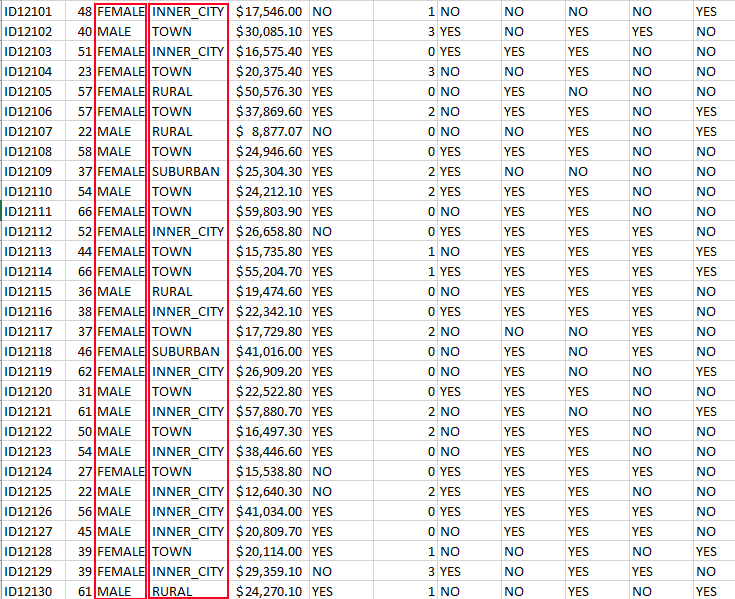 ID12101 48 FEMALE INNER_CITY $17,546.00 NO 1 NO NO NO NO YES
ID12102 40 MALE TOWN $30,085.10 YES 3 YES NO YES YES NO
ID12103 51 FEMALE INNER_CITY $16,575.40 YES 0 YES YES YES NO NO
ID12104 23 FEMALE TOWN $20,375.40 YES 3 NO NO YES NO NO
ID12105 57 FEMALE RURAL $50,576.30 YES 0 NO YES NO NO NO
ID12106 57 FEMALE TOWN $37,869.60 YES 2 NO YES YES NO YES
ID12107 22 MALE RURAL $ 8,877.07 NO 0 NO NO YES NO YES
ID12108 58 MALE TOWN $24,946.60 YES 0 YES YES YES NO NO
ID12109 37 FEMALE SUBURBAN $25,304.30 YES 2 YES NO NO NO NO
ID12110 54 MALE TOWN $24,212.10 YES 2 YES YES YES NO NO
ID12111 66 FEMALE TOWN $59,803.90 YES 0 NO YES YES NO NO
ID12112 52 FEMALE INNER_CITY $26,658.80 NO 0 YES YES YES YES NO
ID12113 44 FEMALE TOWN $15,735.80 YES 1 NO YES YES YES YES
ID12114 66 FEMALE TOWN $55,204.70 YES 1 YES YES YES YES YES
ID12115 36 MALE RURAL $19,474.60 YES 0 NO YES YES YES NO
ID12116 38 FEMALE INNER_CITY $22,342.10 YES 0 YES YES YES YES NO
ID12117 37 FEMALE TOWN $17,729.80 YES 2 NO NO NO YES NO
ID12118 46 FEMALE SUBURBAN $41,016.00 YES 0 NO YES NO YES NO
ID12119 62 FEMALE INNER_CITY $26,909.20 YES 0 NO YES NO NO YES
ID12120 31 MALE TOWN $22,522.80 YES 0 YES YES YES NO NO
ID12121 61 MALE INNER_CITY $57,880.70 YES 2 NO YES NO NO YES
ID12122 50 MALE TOWN $16,497.30 YES 2 NO YES YES NO NO
ID12123 54 MALE INNER_CITY $38,446.60 YES 0 NO YES YES NO NO
ID12124 27 FEMALE TOWN $15,538.80 NO 0 YES YES YES YES NO
ID12125 22 MALE INNER_CITY $12,640.30 NO 2 YES YES YES NO NO
ID12126 56 MALE INNER_CITY $41,034.00 YES 0 YES YES YES YES NO
ID12127 45 MALE INNER_CITY $20,809.70 YES 0 NO YES YES YES NO
ID12128 39 FEMALE TOWN $20,114.00 YES 1 NO NO YES NO YES
ID12129 39 FEMALE INNER_CITY $29,359.10 NO 3 YES NO YES YES NO
ID12130 61 MALE RURAL $24,270.10 YES 1 NO NO YES NO NO